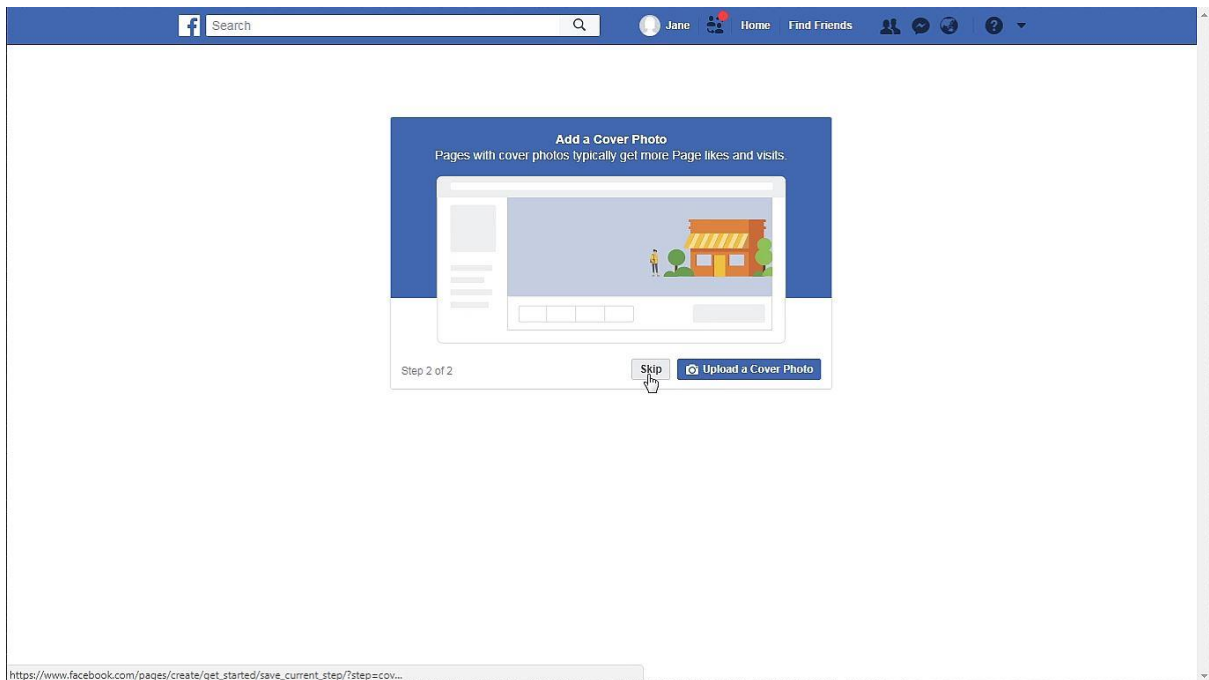 Search
Jane
Home
Find Friends
Add a Cover Photo
Pages with cover photos typically get more Page likes and visits.
Step 2 of 2
Skip
Upload a Cover Photo
https://www.facebook.com/pages/create/get_started/save_current_step/?step=cov...